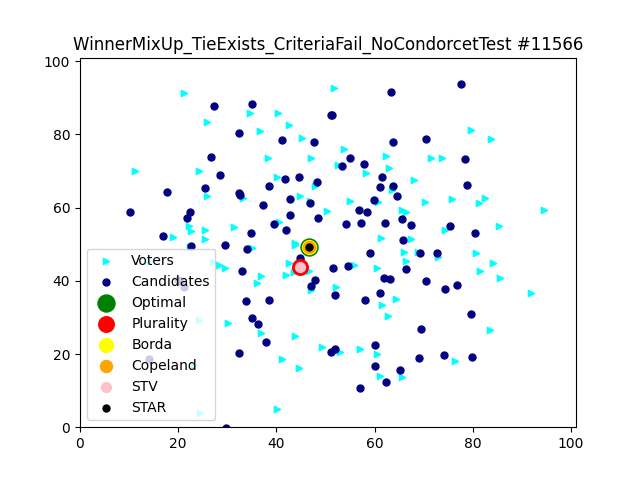 WinnerMixUp_TieExists_CriteriaFail_NoCondorcetTest #11566
100
80
60
40
20
0
Voters
Candidates
Optimal
Plurality
Borda
Copeland
STV
STAR
0 20 40 60 80 100